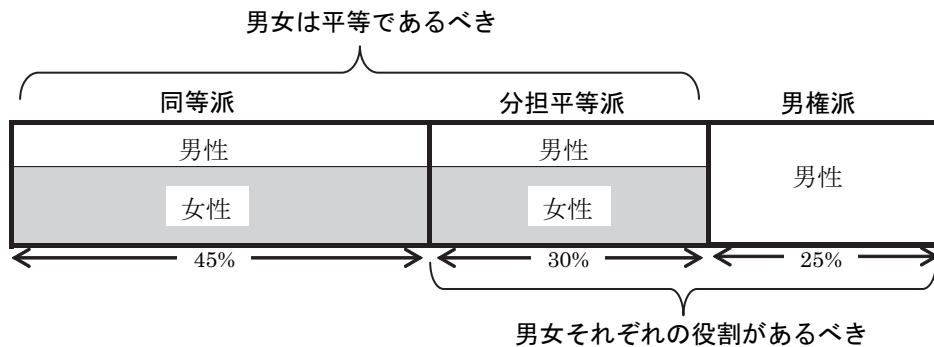 男女は平等であるべき
同等派 分担平等派 男権派
男性 男性 男性
女性 女性
45% 30% 25%
男女それぞれの役割があるべき